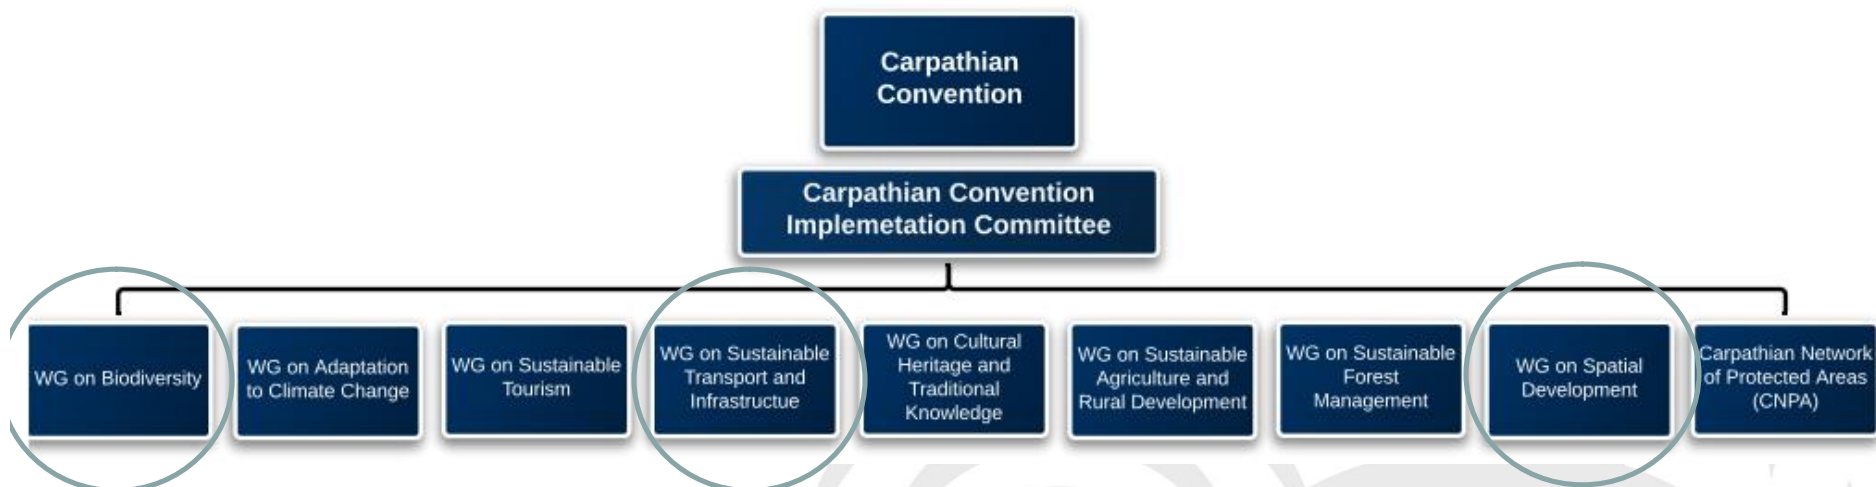 Carpathian
Convention
Carpathian Convention
Implemetation Committee
WG on Biodiversity
WG on Adaptation
to Climate Change
WG on Sustainable
Tourism
WG on Sustainable
Transport and
Infrastructue
WG on Cultural
Heritage and
Traditional
Knowledge
WG on Sustainable
Agriculture and
Rural Development
WG on Sustainable
Forest
Management
WG on Spatial
Development
Carpathian Network
of Protected Areas
(CNPA)